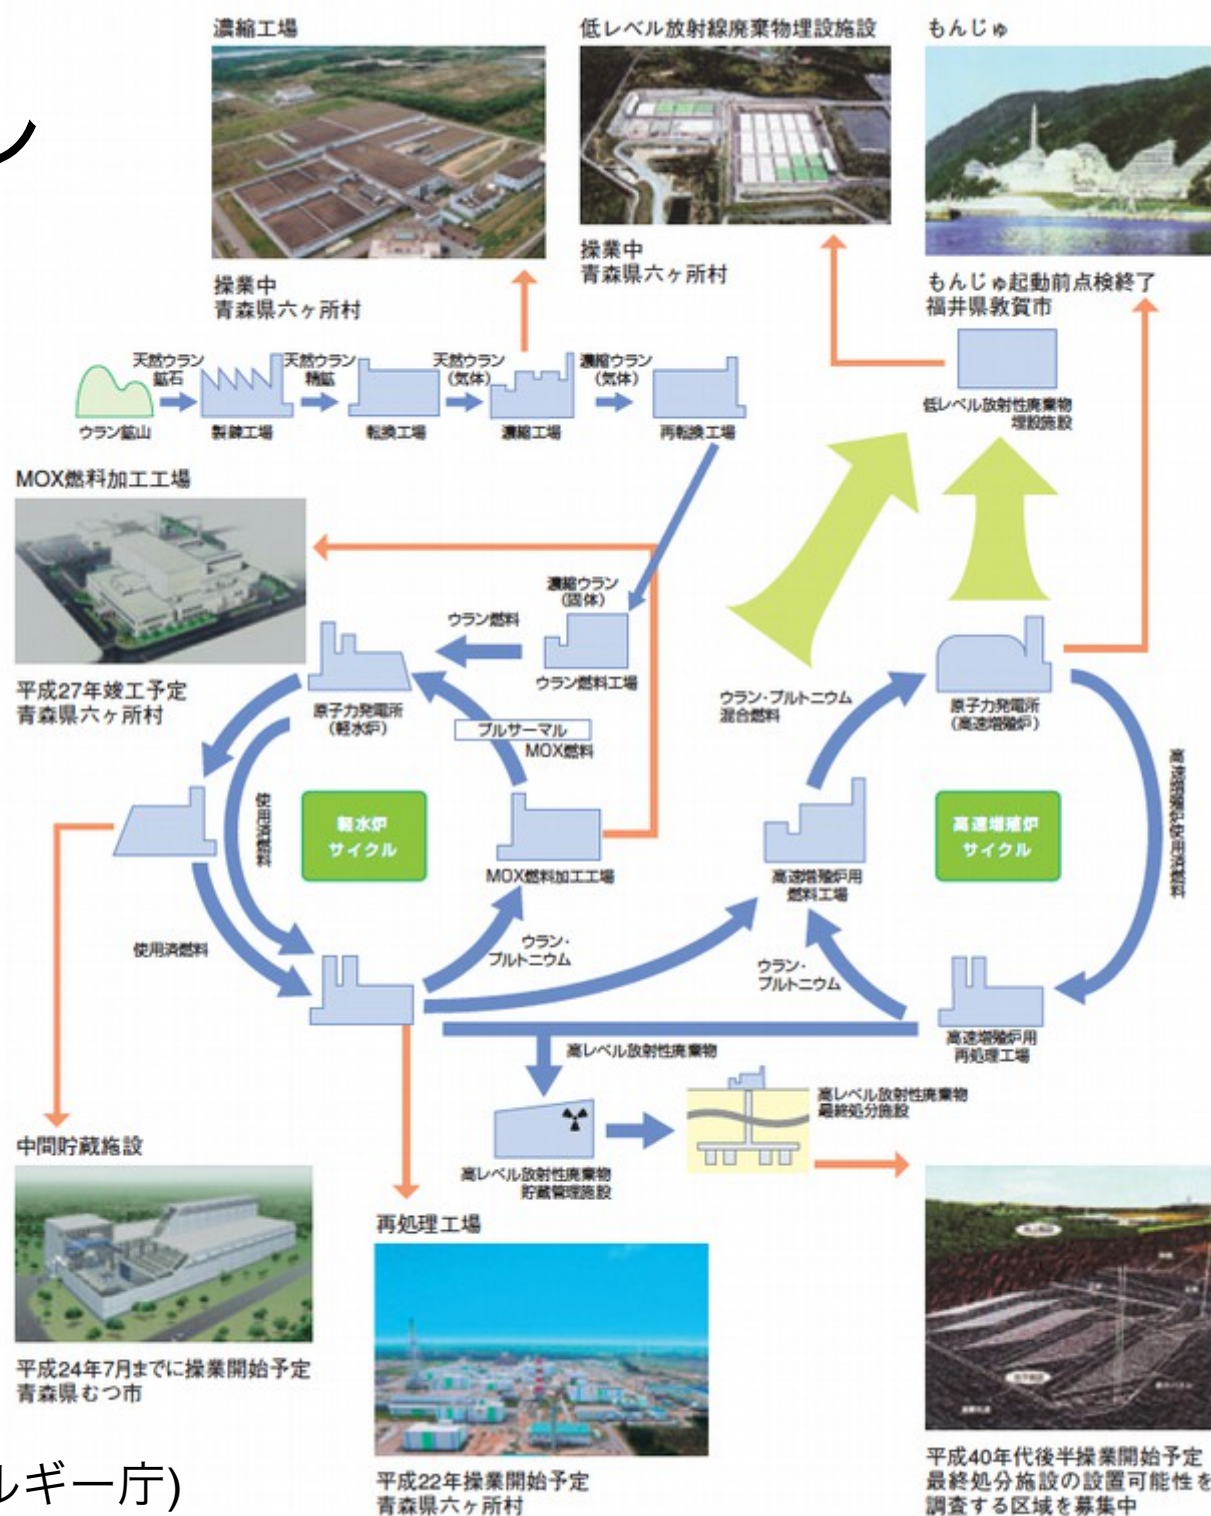 濃縮工場
低レベル放射線廃棄物埋設施設
もんじゅ
操業中
青森県六ヶ所村
操業中
青森県六ヶ所村
もんじゅ起動前点検終了
福井県敦賀市
天然ウラン
鉱石
天然ウラン
精鉱
天然ウラン
(気体)
濃縮ウラン
(気体)
ウラン鉱山
製錬工場
転換工場
濃縮工場
再転換工場
低レベル放射性廃棄物
埋設施設
MOX燃料加工工場
平成27年竣工予定
青森県六ヶ所村
濃縮ウラン
(固体)
ウラン燃料
ウラン燃料工場
原子力発電所
(軽水炉)
プルサーマル
MOX燃料
ウラン・プルトニウム
混合燃料
原子力発電所
(高速増殖炉)
使用済燃料
軽水炉
サイクル
MOX燃料加工工場
高速増殖炉用
燃料工場
高速増殖炉
サイクル
高速増殖炉使用済燃料
使用済燃料
ウラン・
プルトニウム
ウラン・
プルトニウム
高速増殖炉用
再処理工場
高レベル放射性廃棄物
高レベル放射性廃棄物
最終処分施設
高レベル放射性廃棄物
貯蔵管理施設
中間貯蔵施設
平成24年7月までに操業開始予定
青森県むつ市
再処理工場
平成22年操業開始予定
青森県六ヶ所村
平成40年代後半操業開始予定
最終処分施設の設置可能性を
調査する区域を募集中
ルギー庁)